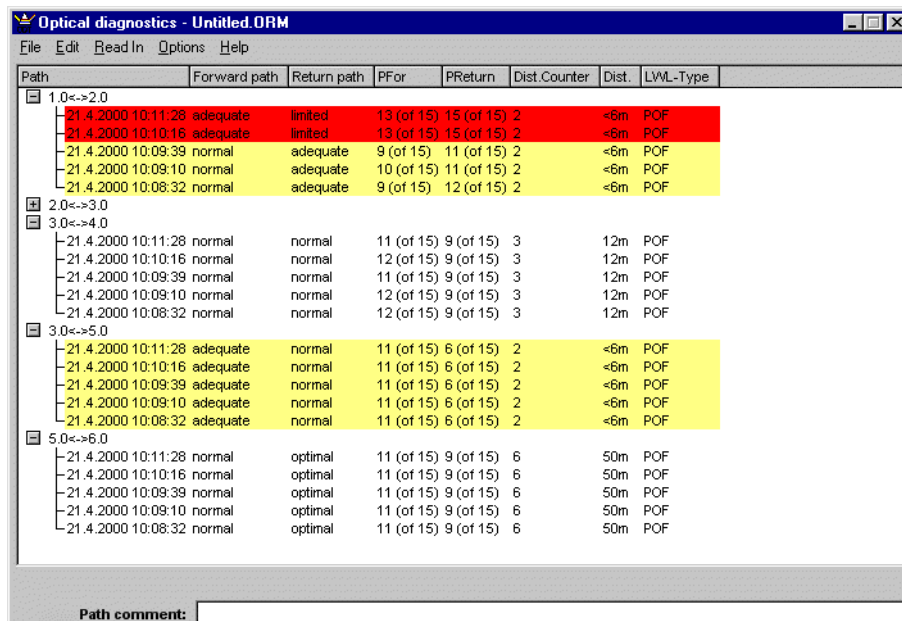 Optical diagnostics - Untitled.ORM
File Edit Read In Options Help
Path Forward path Return path PFor PReturn Dist.Counter Dist. LWL-Type
1.0<->2.0
21.4.2000 10:11:28 adequate limited 13 (of 15) 15 (of 15) 2 <6m POF
21.4.2000 10:10:16 adequate limited 13 (of 15) 15 (of 15) 2 <6m POF
21.4.2000 10:09:39 normal adequate 9 (of 15) 11 (of 15) 2 <6m POF
21.4.2000 10:09:10 normal adequate 10 (of 15) 11 (of 15) 2 <6m POF
21.4.2000 10:08:32 normal adequate 9 (of 15) 12 (of 15) 2 <6m POF
2.0<->3.0
3.0<->4.0
21.4.2000 10:11:28 normal normal 11 (of 15) 9 (of 15) 3 12m POF
21.4.2000 10:10:16 normal normal 12 (of 15) 9 (of 15) 3 12m POF
21.4.2000 10:09:39 normal normal 11 (of 15) 9 (of 15) 3 12m POF
21.4.2000 10:09:10 normal normal 12 (of 15) 9 (of 15) 3 12m POF
21.4.2000 10:08:32 normal normal 12 (of 15) 9 (of 15) 3 12m POF
3.0<->5.0
21.4.2000 10:11:28 adequate normal 11 (of 15) 6 (of 15) 2 <6m POF
21.4.2000 10:10:16 adequate normal 11 (of 15) 6 (of 15) 2 <6m POF
21.4.2000 10:09:39 adequate normal 11 (of 15) 6 (of 15) 2 <6m POF
21.4.2000 10:09:10 adequate normal 11 (of 15) 6 (of 15) 2 <6m POF
21.4.2000 10:08:32 adequate normal 11 (of 15) 6 (of 15) 2 <6m POF
5.0<->6.0
21.4.2000 10:11:28 normal optimal 11 (of 15) 9 (of 15) 6 50m POF
21.4.2000 10:10:16 normal optimal 11 (of 15) 9 (of 15) 6 50m POF
21.4.2000 10:09:39 normal optimal 11 (of 15) 9 (of 15) 6 50m POF
21.4.2000 10:09:10 normal optimal 11 (of 15) 9 (of 15) 6 50m POF
21.4.2000 10:08:32 normal optimal 11 (of 15) 9 (of 15) 6 50m POF
Path comment: